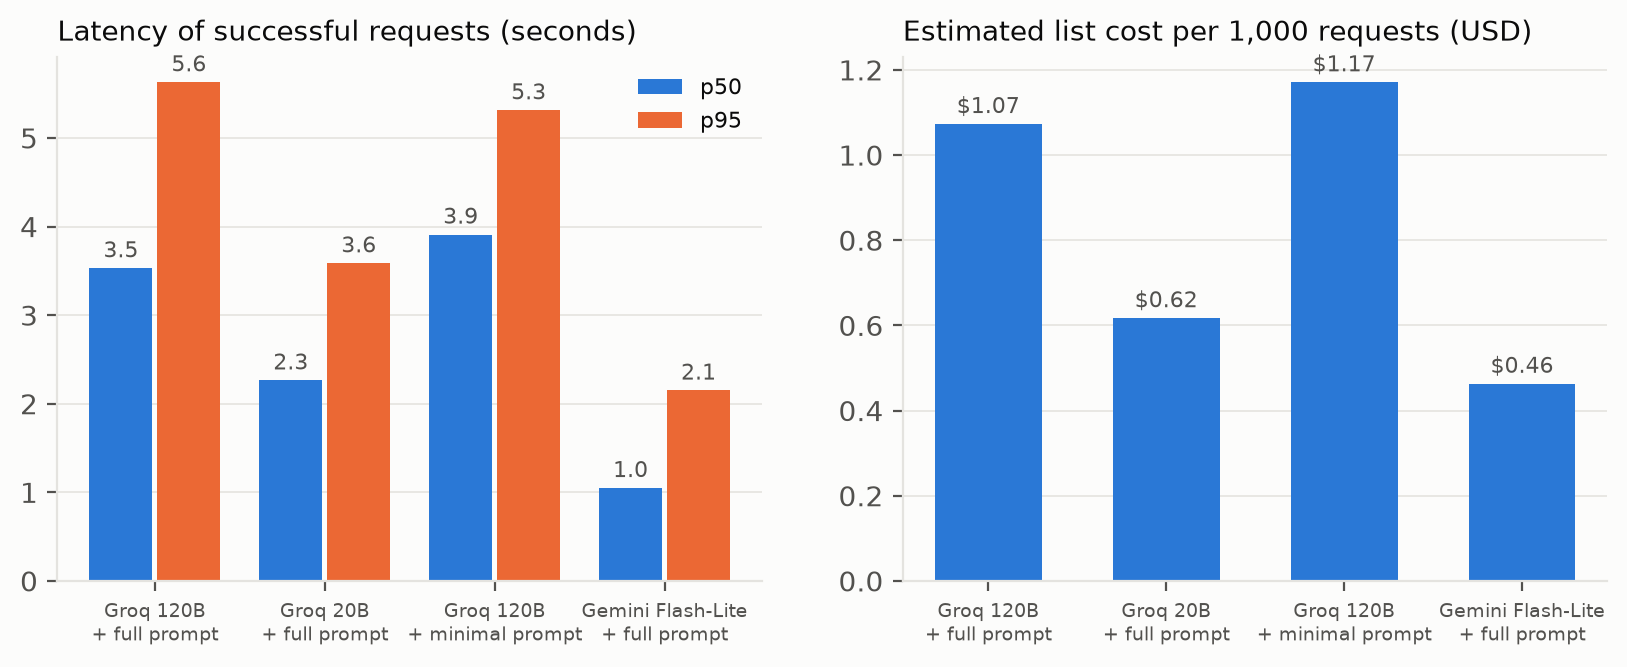 Latency of successful requests (seconds)
5.6
5.3
p50
p95
3.9
3.5
3.6
2.3
2.1
1.0
5
4
3
2
1
0
Groq 120B
+ full prompt
Groq 20B
+ full prompt
Groq 120B
+ minimal prompt
Gemini Flash-Lite
+ full prompt
Estimated list cost per 1,000 requests (USD)
$1.07
$0.62
$1.17
$0.46
1.2
1.0
0.8
0.6
0.4
0.2
0.0
Groq 120B
+ full prompt
Groq 20B
+ full prompt
Groq 120B
+ minimal prompt
Gemini Flash-Lite
+ full prompt